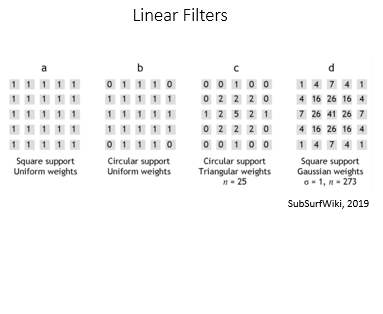 Linear Filters
a b c d
1 1 1 1 1 0 1 1 1 0 0 0 1 0 0 1 4 7 4 1
1 1 1 1 1 1 1 1 1 1 0 2 2 2 0 4 16 26 16 4
1 1 1 1 1 1 1 1 1 1 1 2 5 2 1 7 26 41 26 7
1 1 1 1 1 1 1 1 1 1 0 2 2 2 0 4 16 26 16 4
1 1 1 1 1 0 1 1 1 0 0 0 1 0 0 1 4 7 4 1
Square support Circular support Circular support Square support
Uniform weights Uniform weights Triangular weights Gaussian weights
n = 25 σ = 1, n = 273
SubSurfWiki, 2019